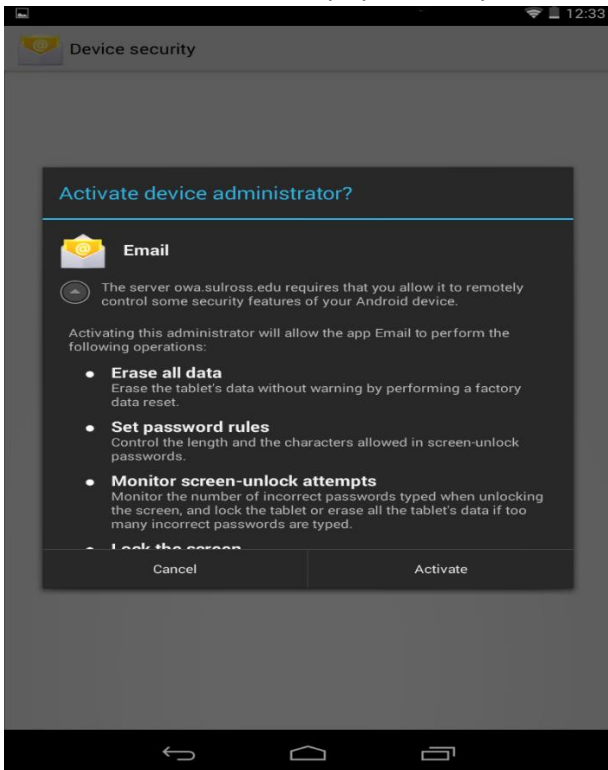 12:33
Device security
Activate device administrator?
Email
The server owa.sulross.edu requires that you allow it to remotely
control some security features of your Android device.
Activating this administrator will allow the app Email to perform the
following operations:
Erase all data
Erase the tablet's data without warning by performing a factory
data reset.
Set password rules
Control the length and the characters allowed in screen-unlock
passwords.
Monitor screen-unlock attempts
Monitor the number of incorrect passwords typed when unlocking
the screen, and lock the tablet or erase all the tablet's data if too
many incorrect passwords are typed.
Lock the screen
Cancel Activate